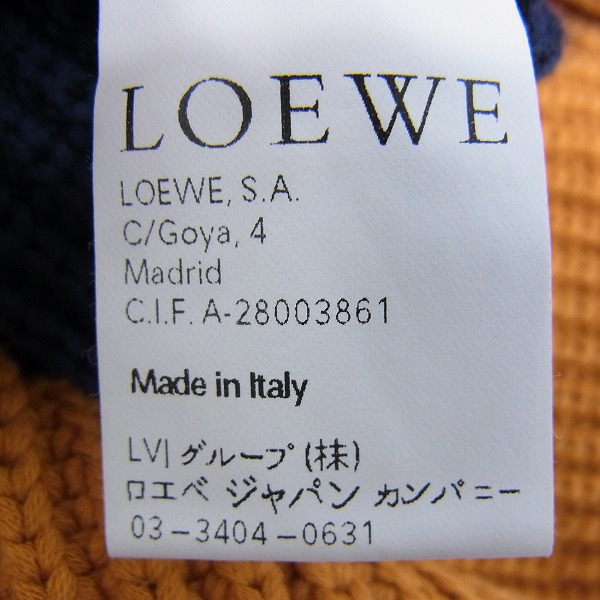 LOEWE
LOEWE, S.A.
C/Goya, 4
Madrid
C.I.F. A-28003861
Made in Italy
LVJ グループ(株)
ロエベ ジャパン カンパニー
03-3404-0631